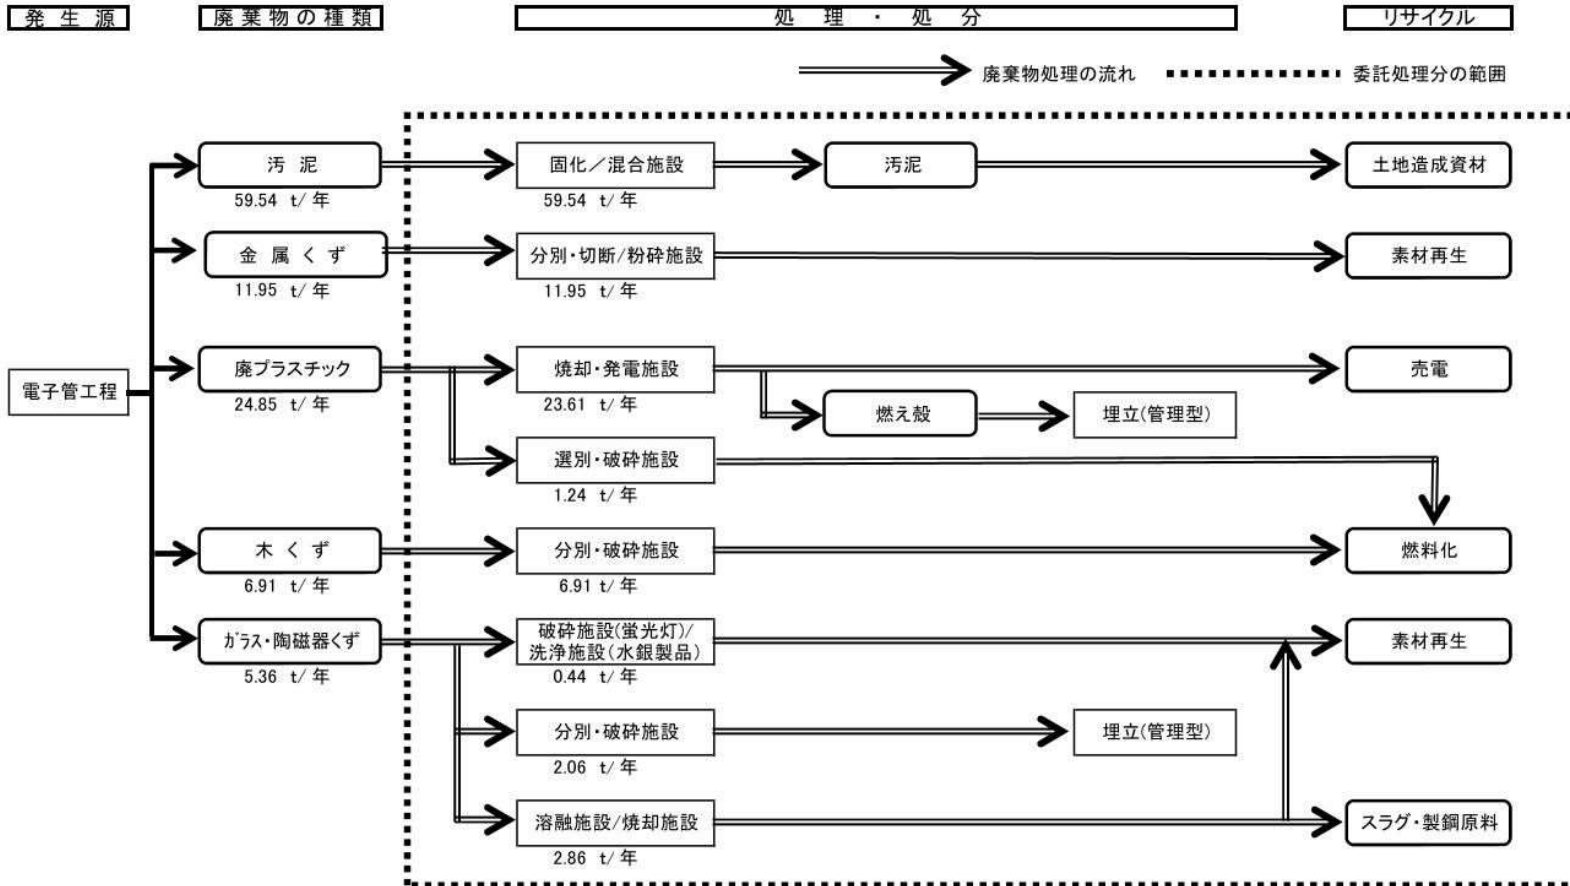 発生源
廃棄物の種類
処理・処分
リサイクル
廃棄物処理の流れ
委託処理分の範囲
汚泥
固化／混合施設
汚泥
土地造成資材
59.54 t/年
59.54 t/年
金属くず
分別・切断/粉砕施設
素材再生
11.95 t/年
11.95 t/年
電子管工程
廃プラスチック
焼却・発電施設
売電
24.85 t/年
23.61 t/年
燃え殻
埋立(管理型)
選別・破砕施設
1.24 t/年
木くず
分別・破砕施設
燃料化
6.91 t/年
6.91 t/年
ｶﾞﾗｽ・陶磁器くず
破砕施設(蛍光灯)/
洗浄施設(水銀製品)
素材再生
5.36 t/年
0.44 t/年
分別・破砕施設
埋立(管理型)
2.06 t/年
溶融施設/焼却施設
スラグ・製鋼原料
2.86 t/年